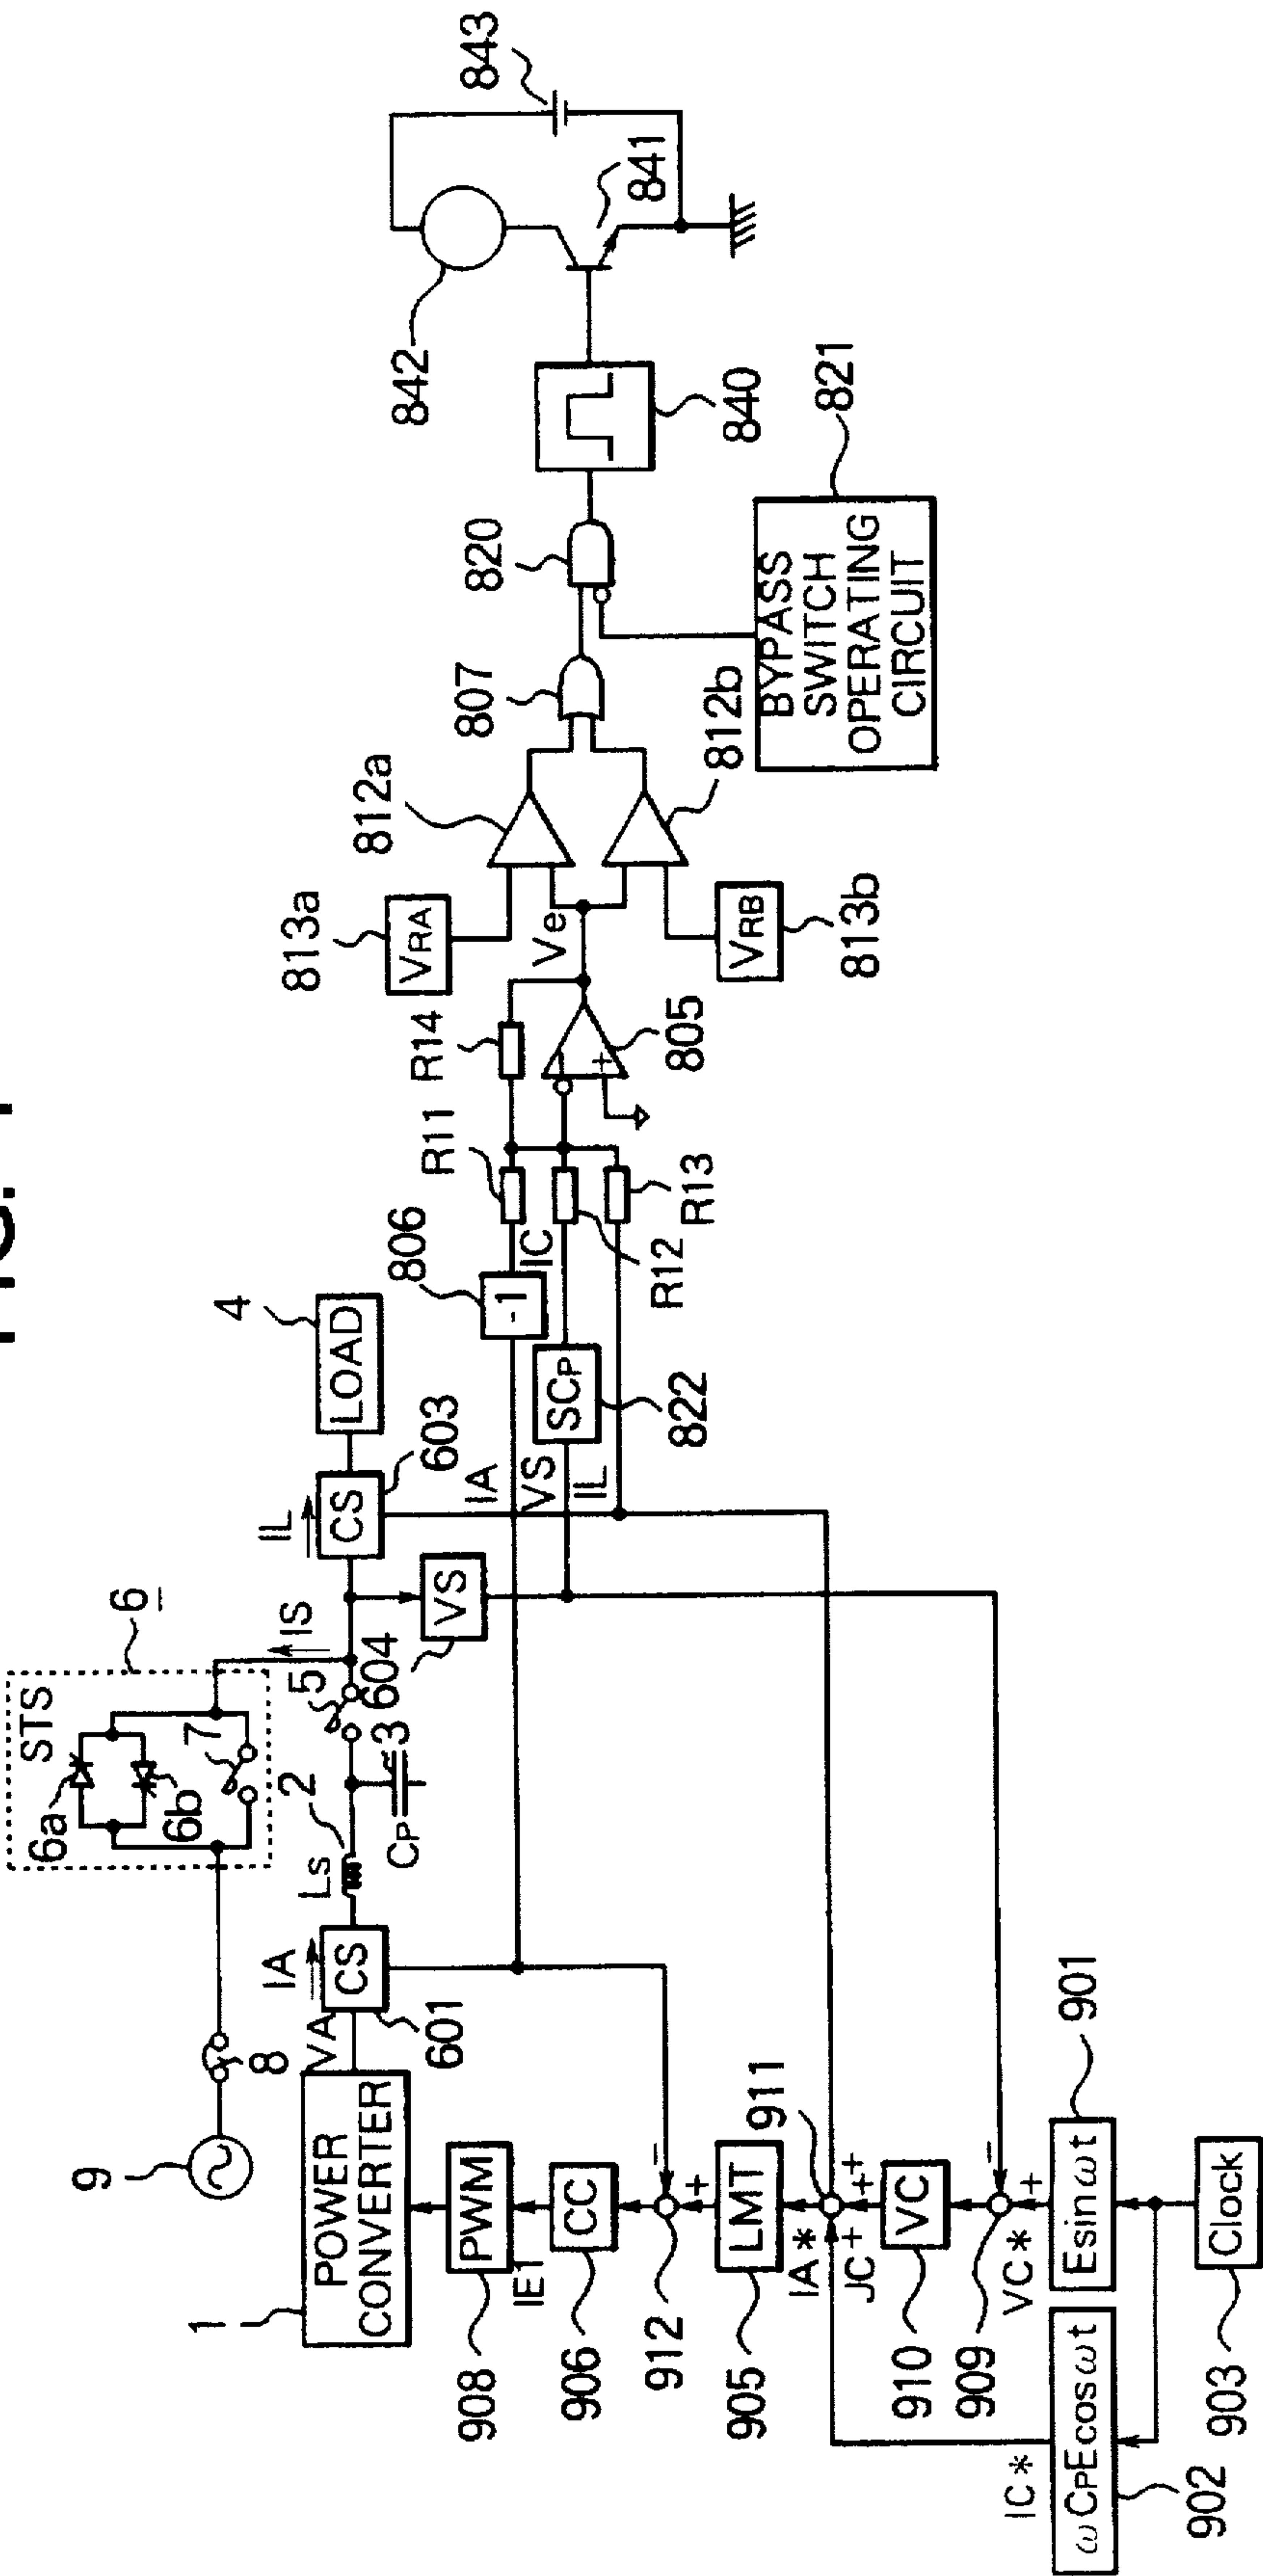 FIG. 1
9
8
STS
6
6a
6b
7
IS
5
2
LS
3
CP
IA
VA
CS
601
1
POWER
CONVERTER
604
VS
IL
CS
603
LOAD
4
908
PWM
IE1
906
CC
912
-
+
905
LMT
911
IA*
JC
+
+
+
910
VC
909
-
+
VC*
901
Esinωt
IC*
ωCPEcosωt
902
Clock
903
IA
VS
IL
-1
806
IC
SCP
822
R11
R12
R13
R14
-
+
805
Ve
813a
VRA
VRB
813b
812a
812b
807
820
BYPASS
SWITCH
OPERATING
CIRCUIT
821
840
841
842
843